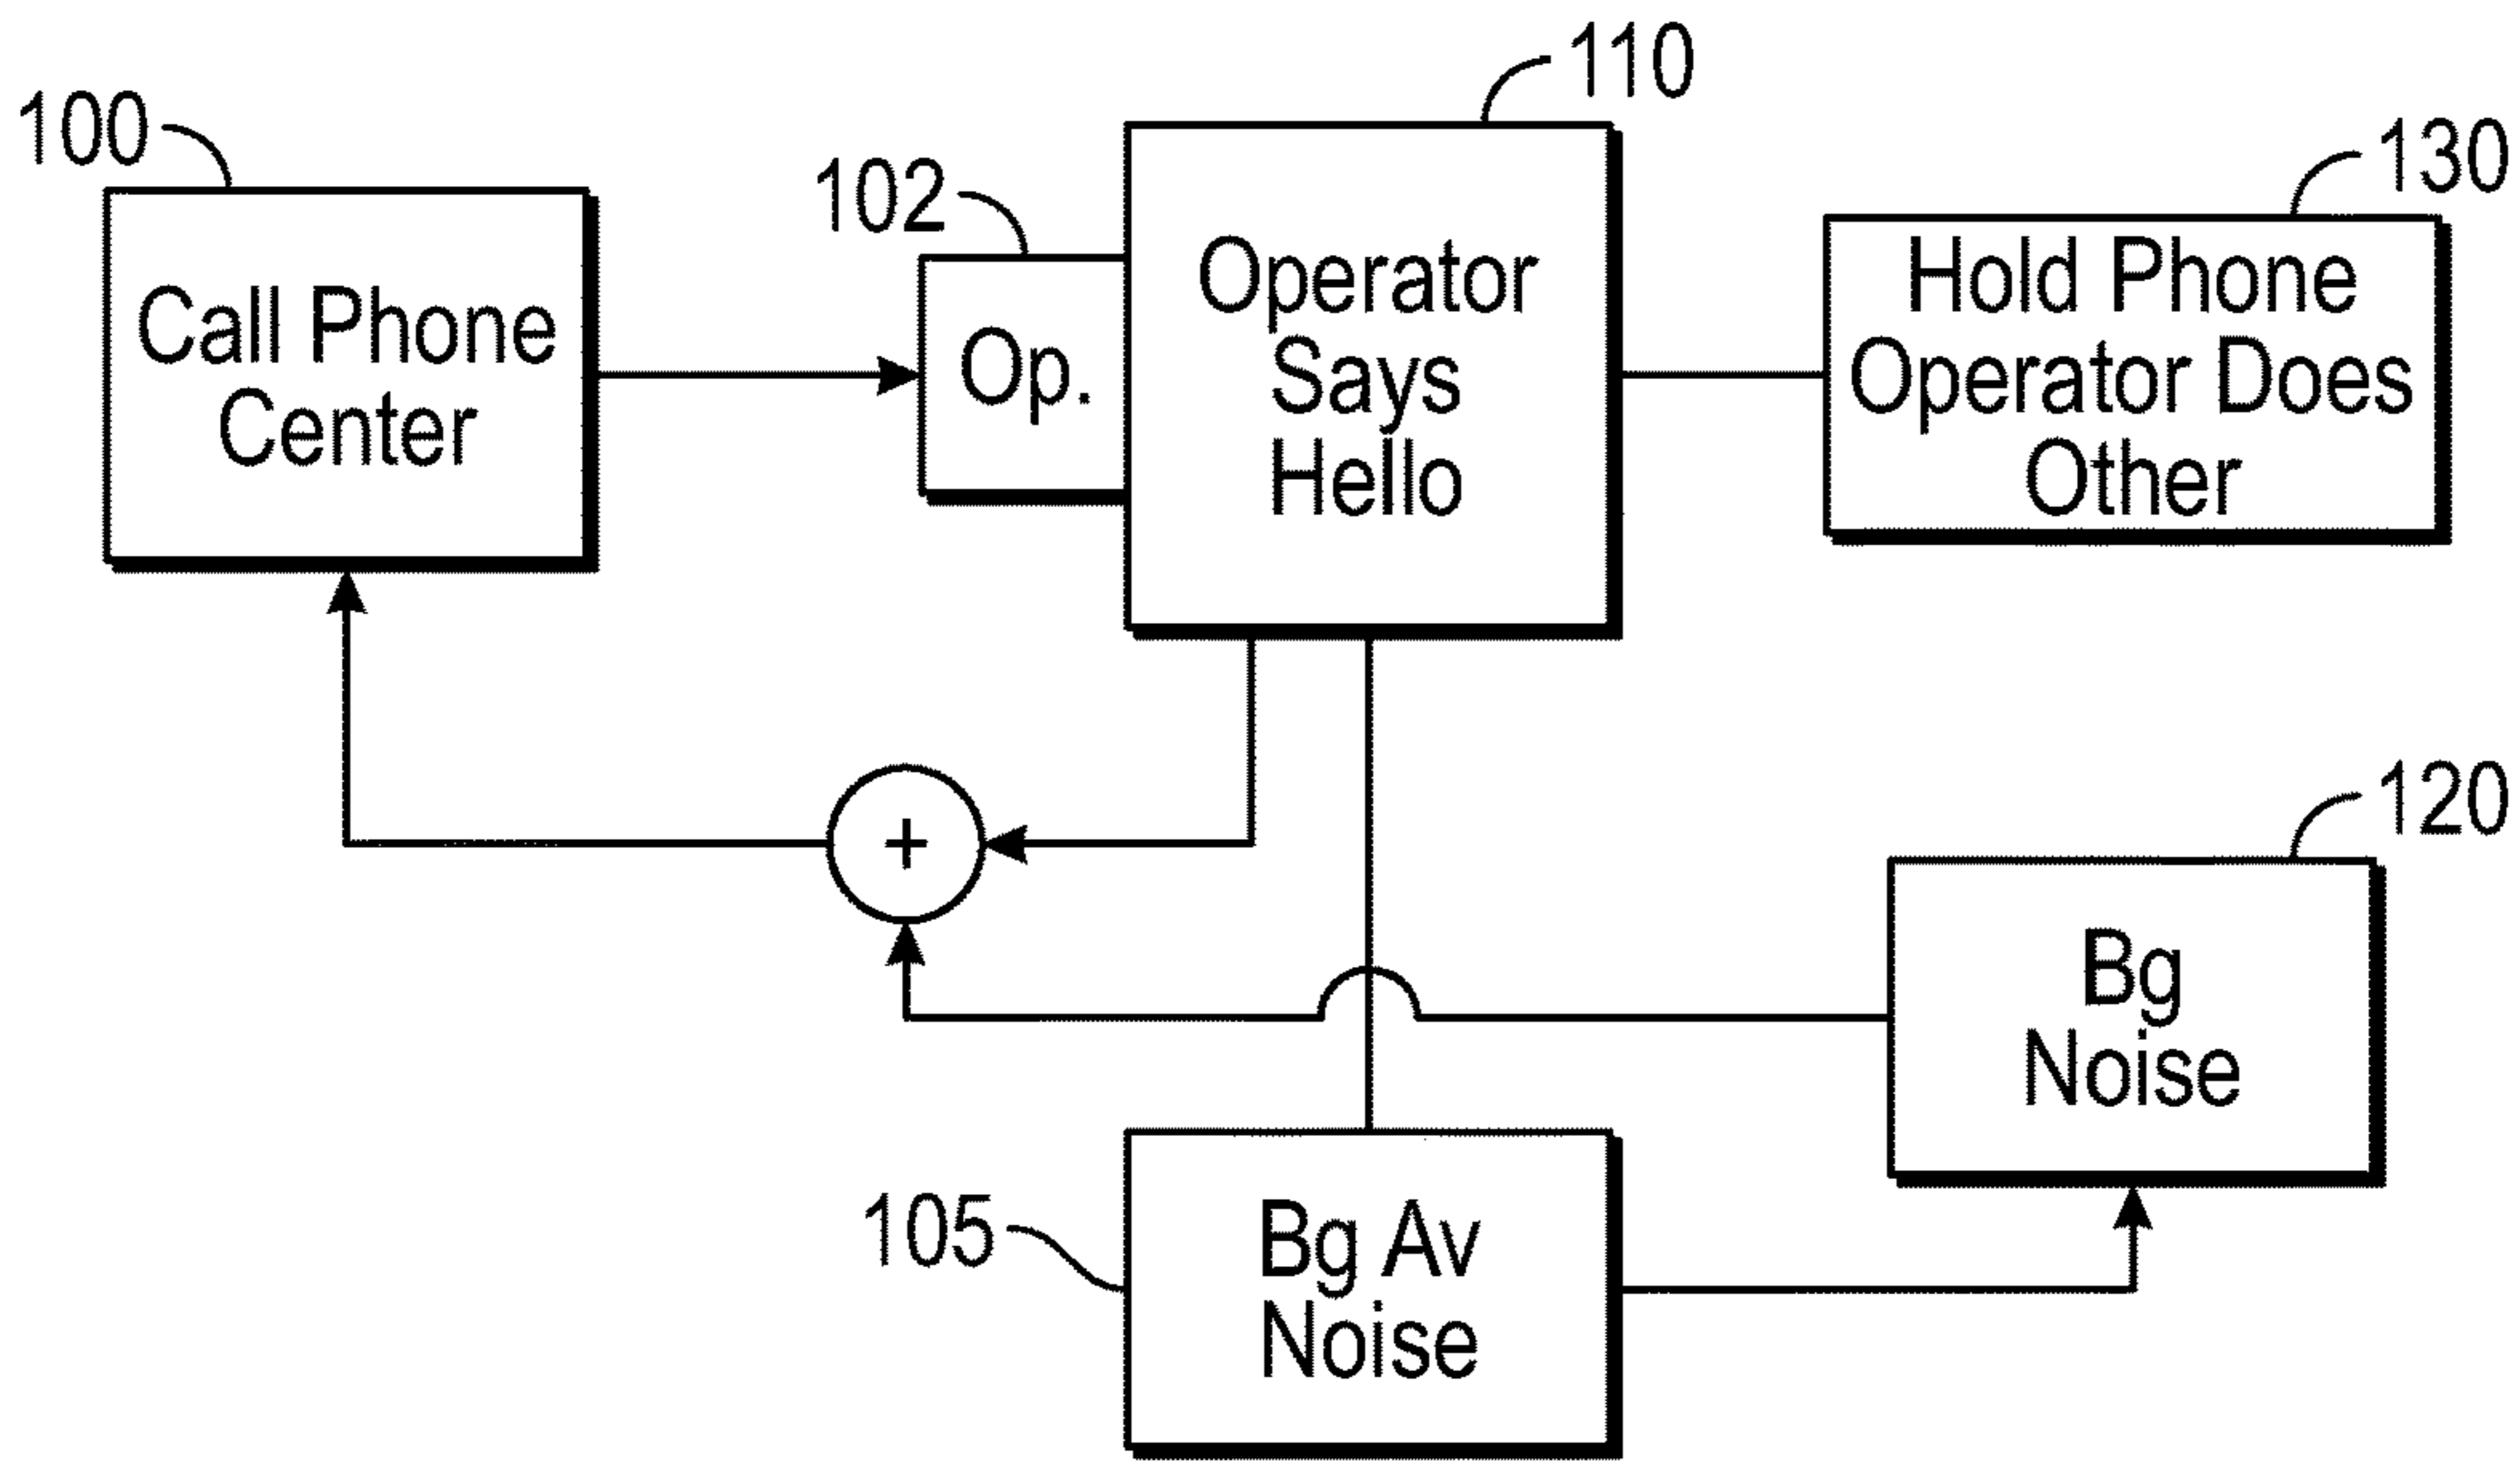 100
Call Phone
Center
102
Op.
110
Operator
Says
Hello
130
Hold Phone
Operator Does
Other
+
120
Bg
Noise
105
Bg Av
Noise